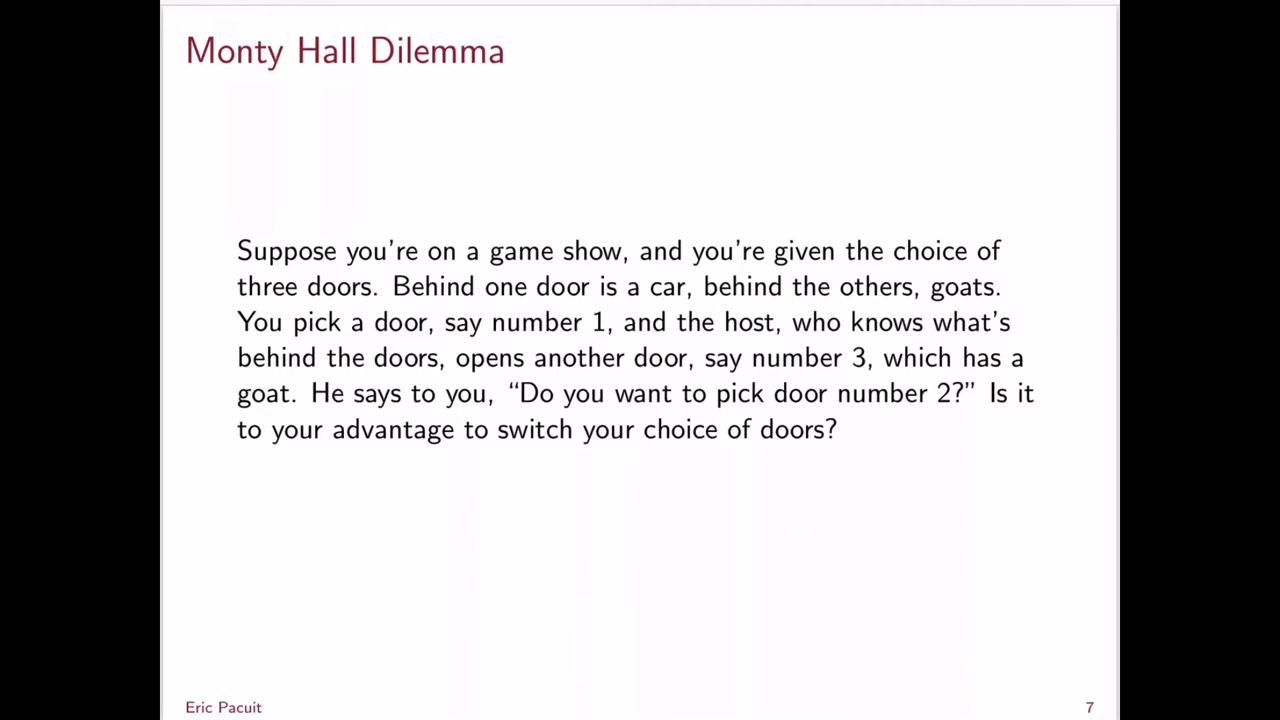 Monty Hall Dilemma
Suppose you’re on a game show, and you’re given the choice of
three doors. Behind one door is a car, behind the others, goats.
You pick a door, say number 1, and the host, who knows what’s
behind the doors, opens another door, say number 3, which has a
goat. He says to you, “Do you want to pick door number 2?” Is it
to your advantage to switch your choice of doors?
Eric Pacuit
7